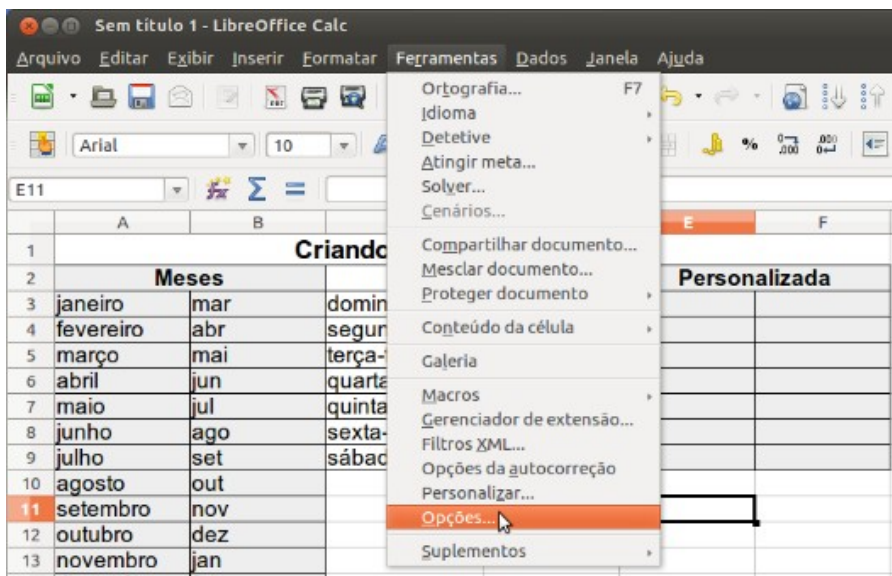 Sem título 1 - LibreOffice Calc
Arquivo Editar Exibir Inserir Formatar Ferramentas Dados Janela Ajuda
Arial 10
E11
Ortografia... F7
Idioma
Detetive
Atingir meta...
Solver...
Cenários...
Compartilhar documento...
Mesclar documento...
Proteger documento
Conteúdo da célula
Galeria
Macros
Gerenciador de extensão...
Filtros XML...
Opções da autocorreção
Personalizar...
Opções...
Suplementos
A B E F
1 Criando
2 Meses Personalizada
3 janeiro mar domin
4 fevereiro abr segun
5 março mai terça-
6 abril jun quarta
7 maio jul quinta
8 junho ago sexta-
9 julho set sábad
10 agosto out
11 setembro nov
12 outubro dez
13 novembro jan